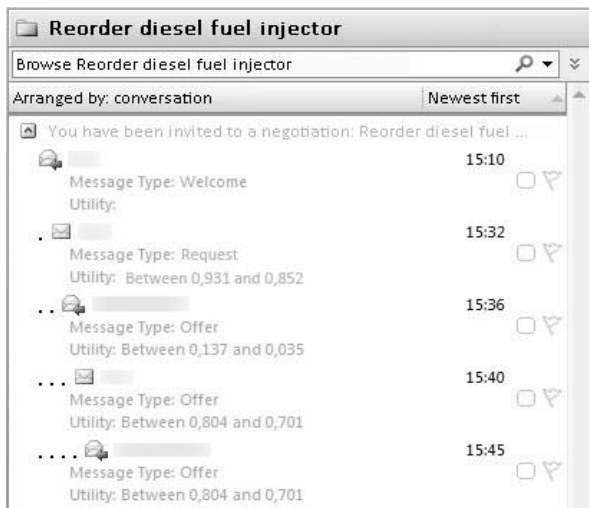 Reorder diesel fuel injector
Browse Reorder diesel fuel injector
Arranged by: conversation Newest first
You have been invited to a negotiation: Reorder diesel fuel ...
15:10
Message Type: Welcome
Utility:
. 15:32
Message Type: Request
Utility: Between 0,931 and 0,852
. . 15:36
Message Type: Offer
Utility: Between 0,137 and 0,035
. . . 15:40
Message Type: Offer
Utility: Between 0,804 and 0,701
. . . . 15:45
Message Type: Offer
Utility: Between 0,804 and 0,701